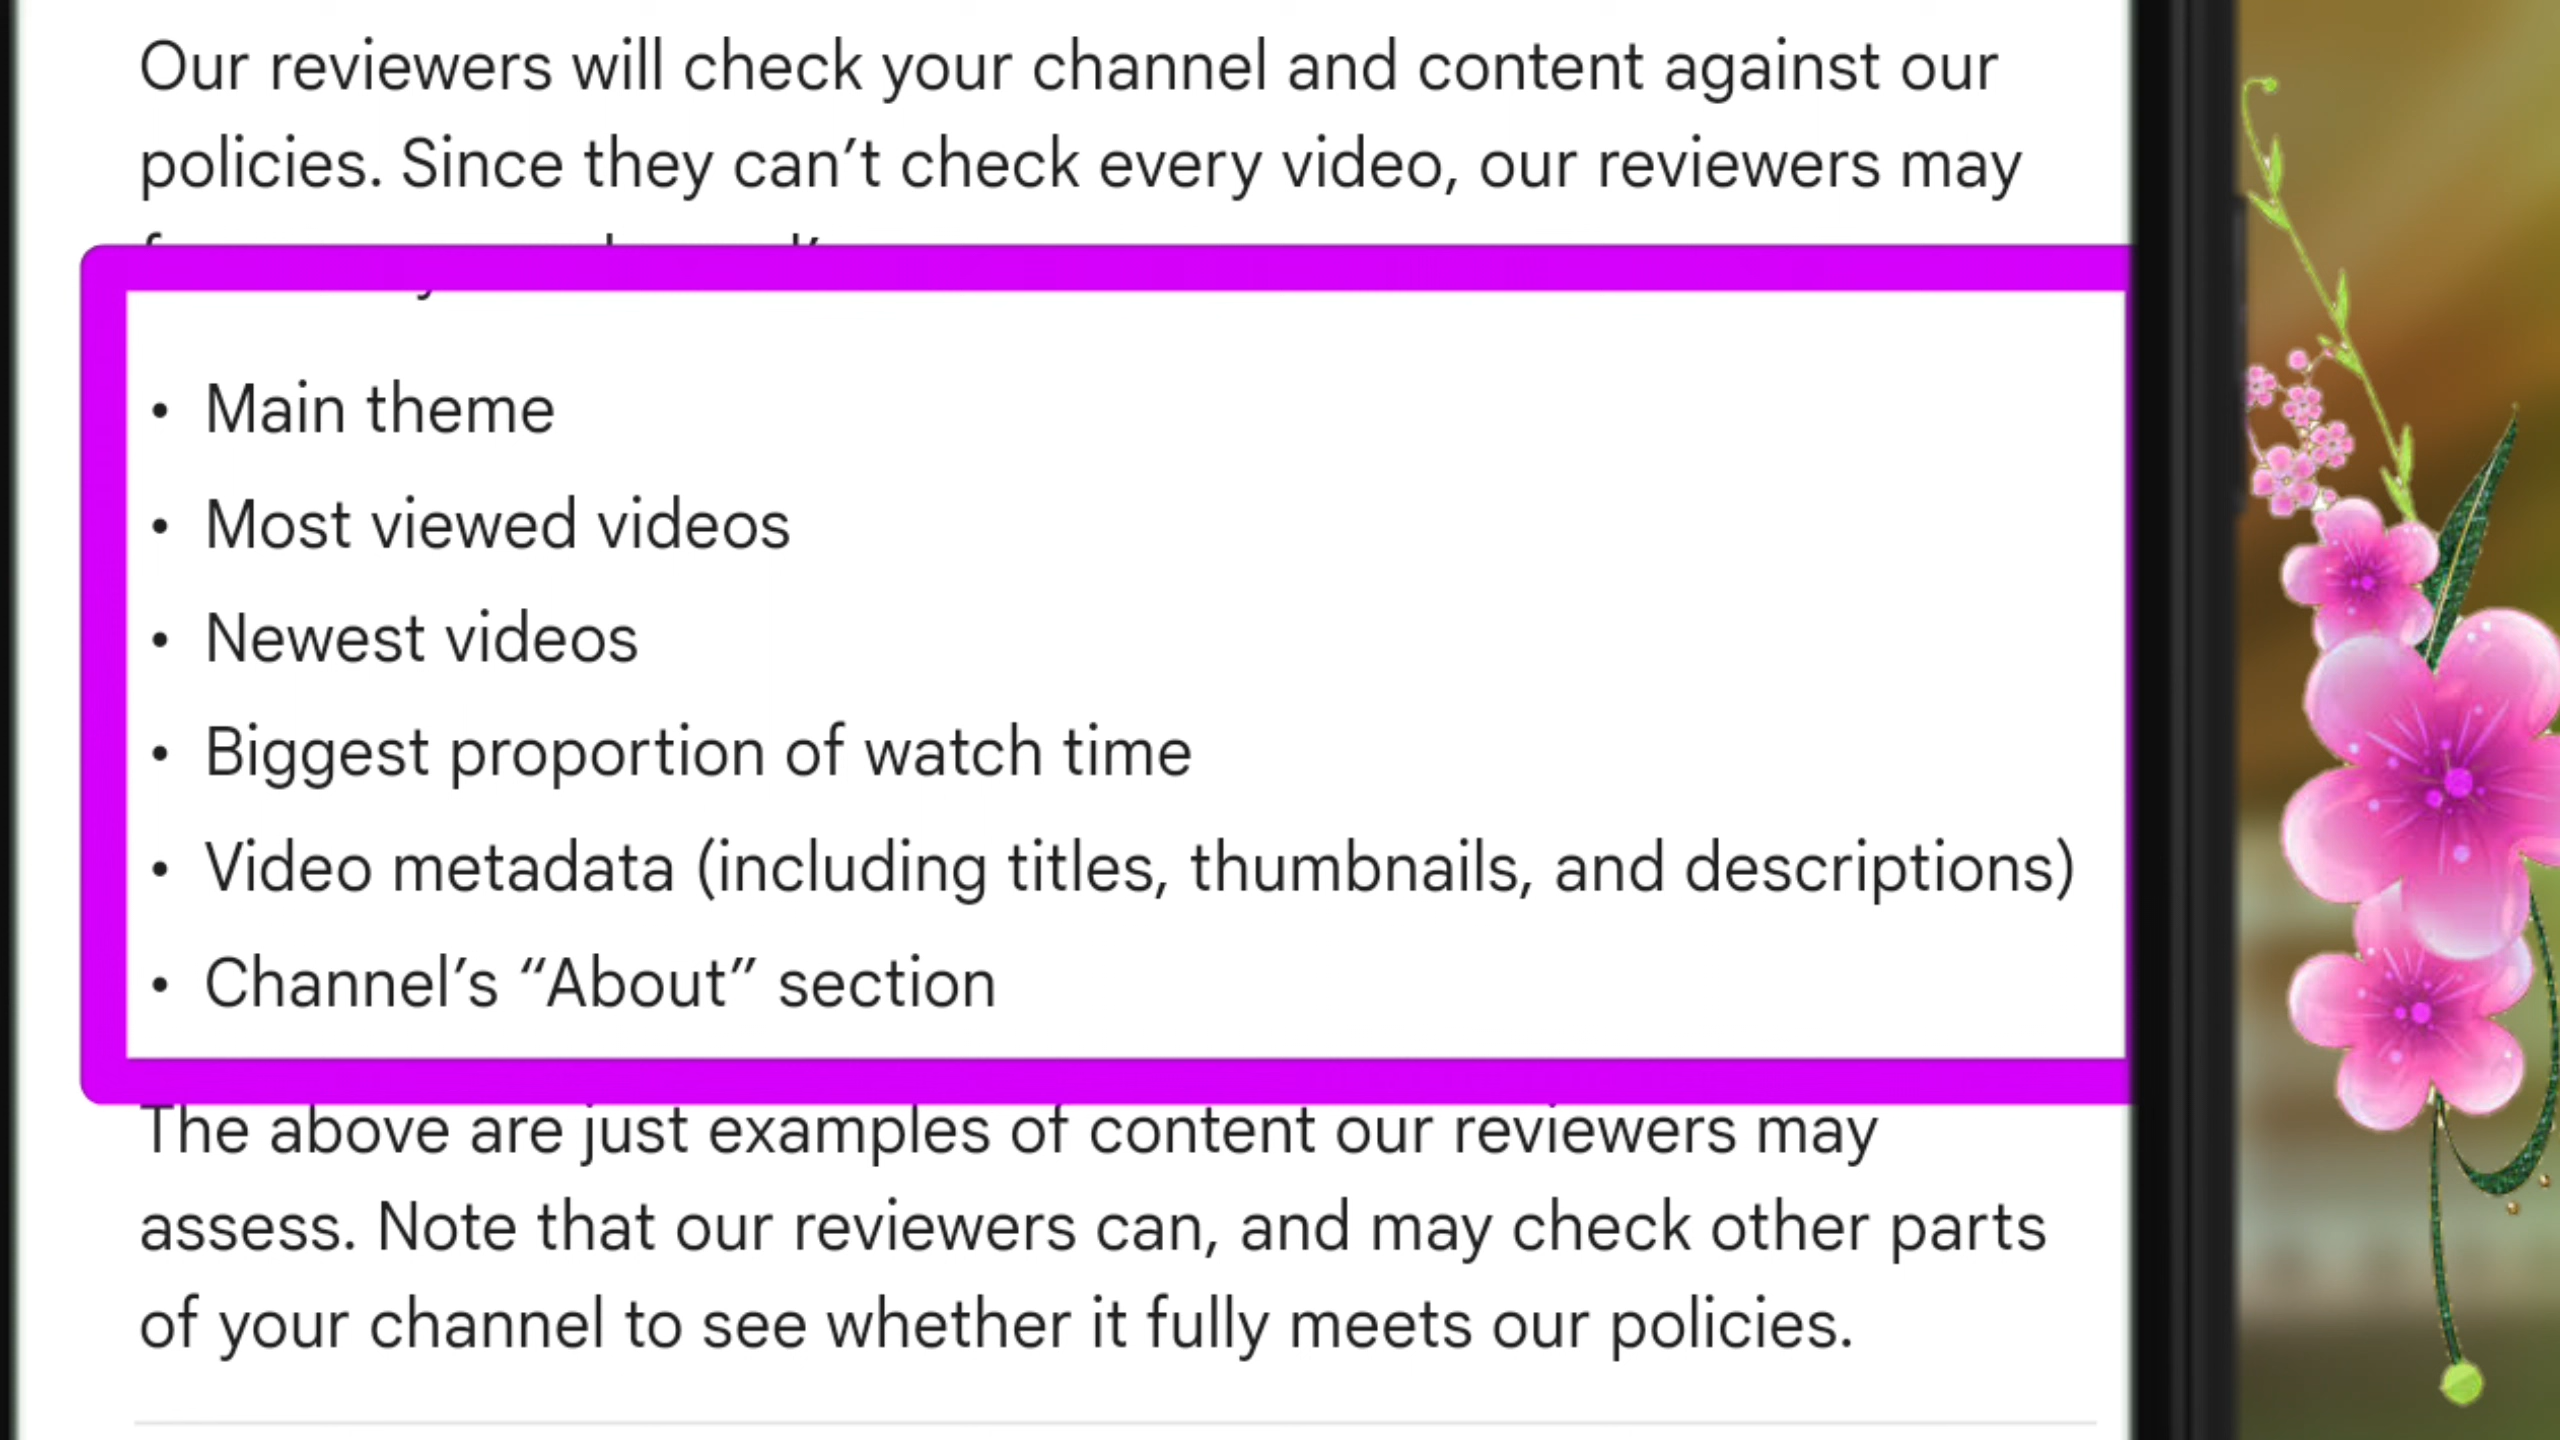 Our reviewers will check your channel and content against our
policies. Since they can’t check every video, our reviewers may
• Main theme
• Most viewed videos
• Newest videos
• Biggest proportion of watch time
• Video metadata (including titles, thumbnails, and descriptions)
• Channel’s “About” section
The above are just examples of content our reviewers may
assess. Note that our reviewers can, and may check other parts
of your channel to see whether it fully meets our policies.